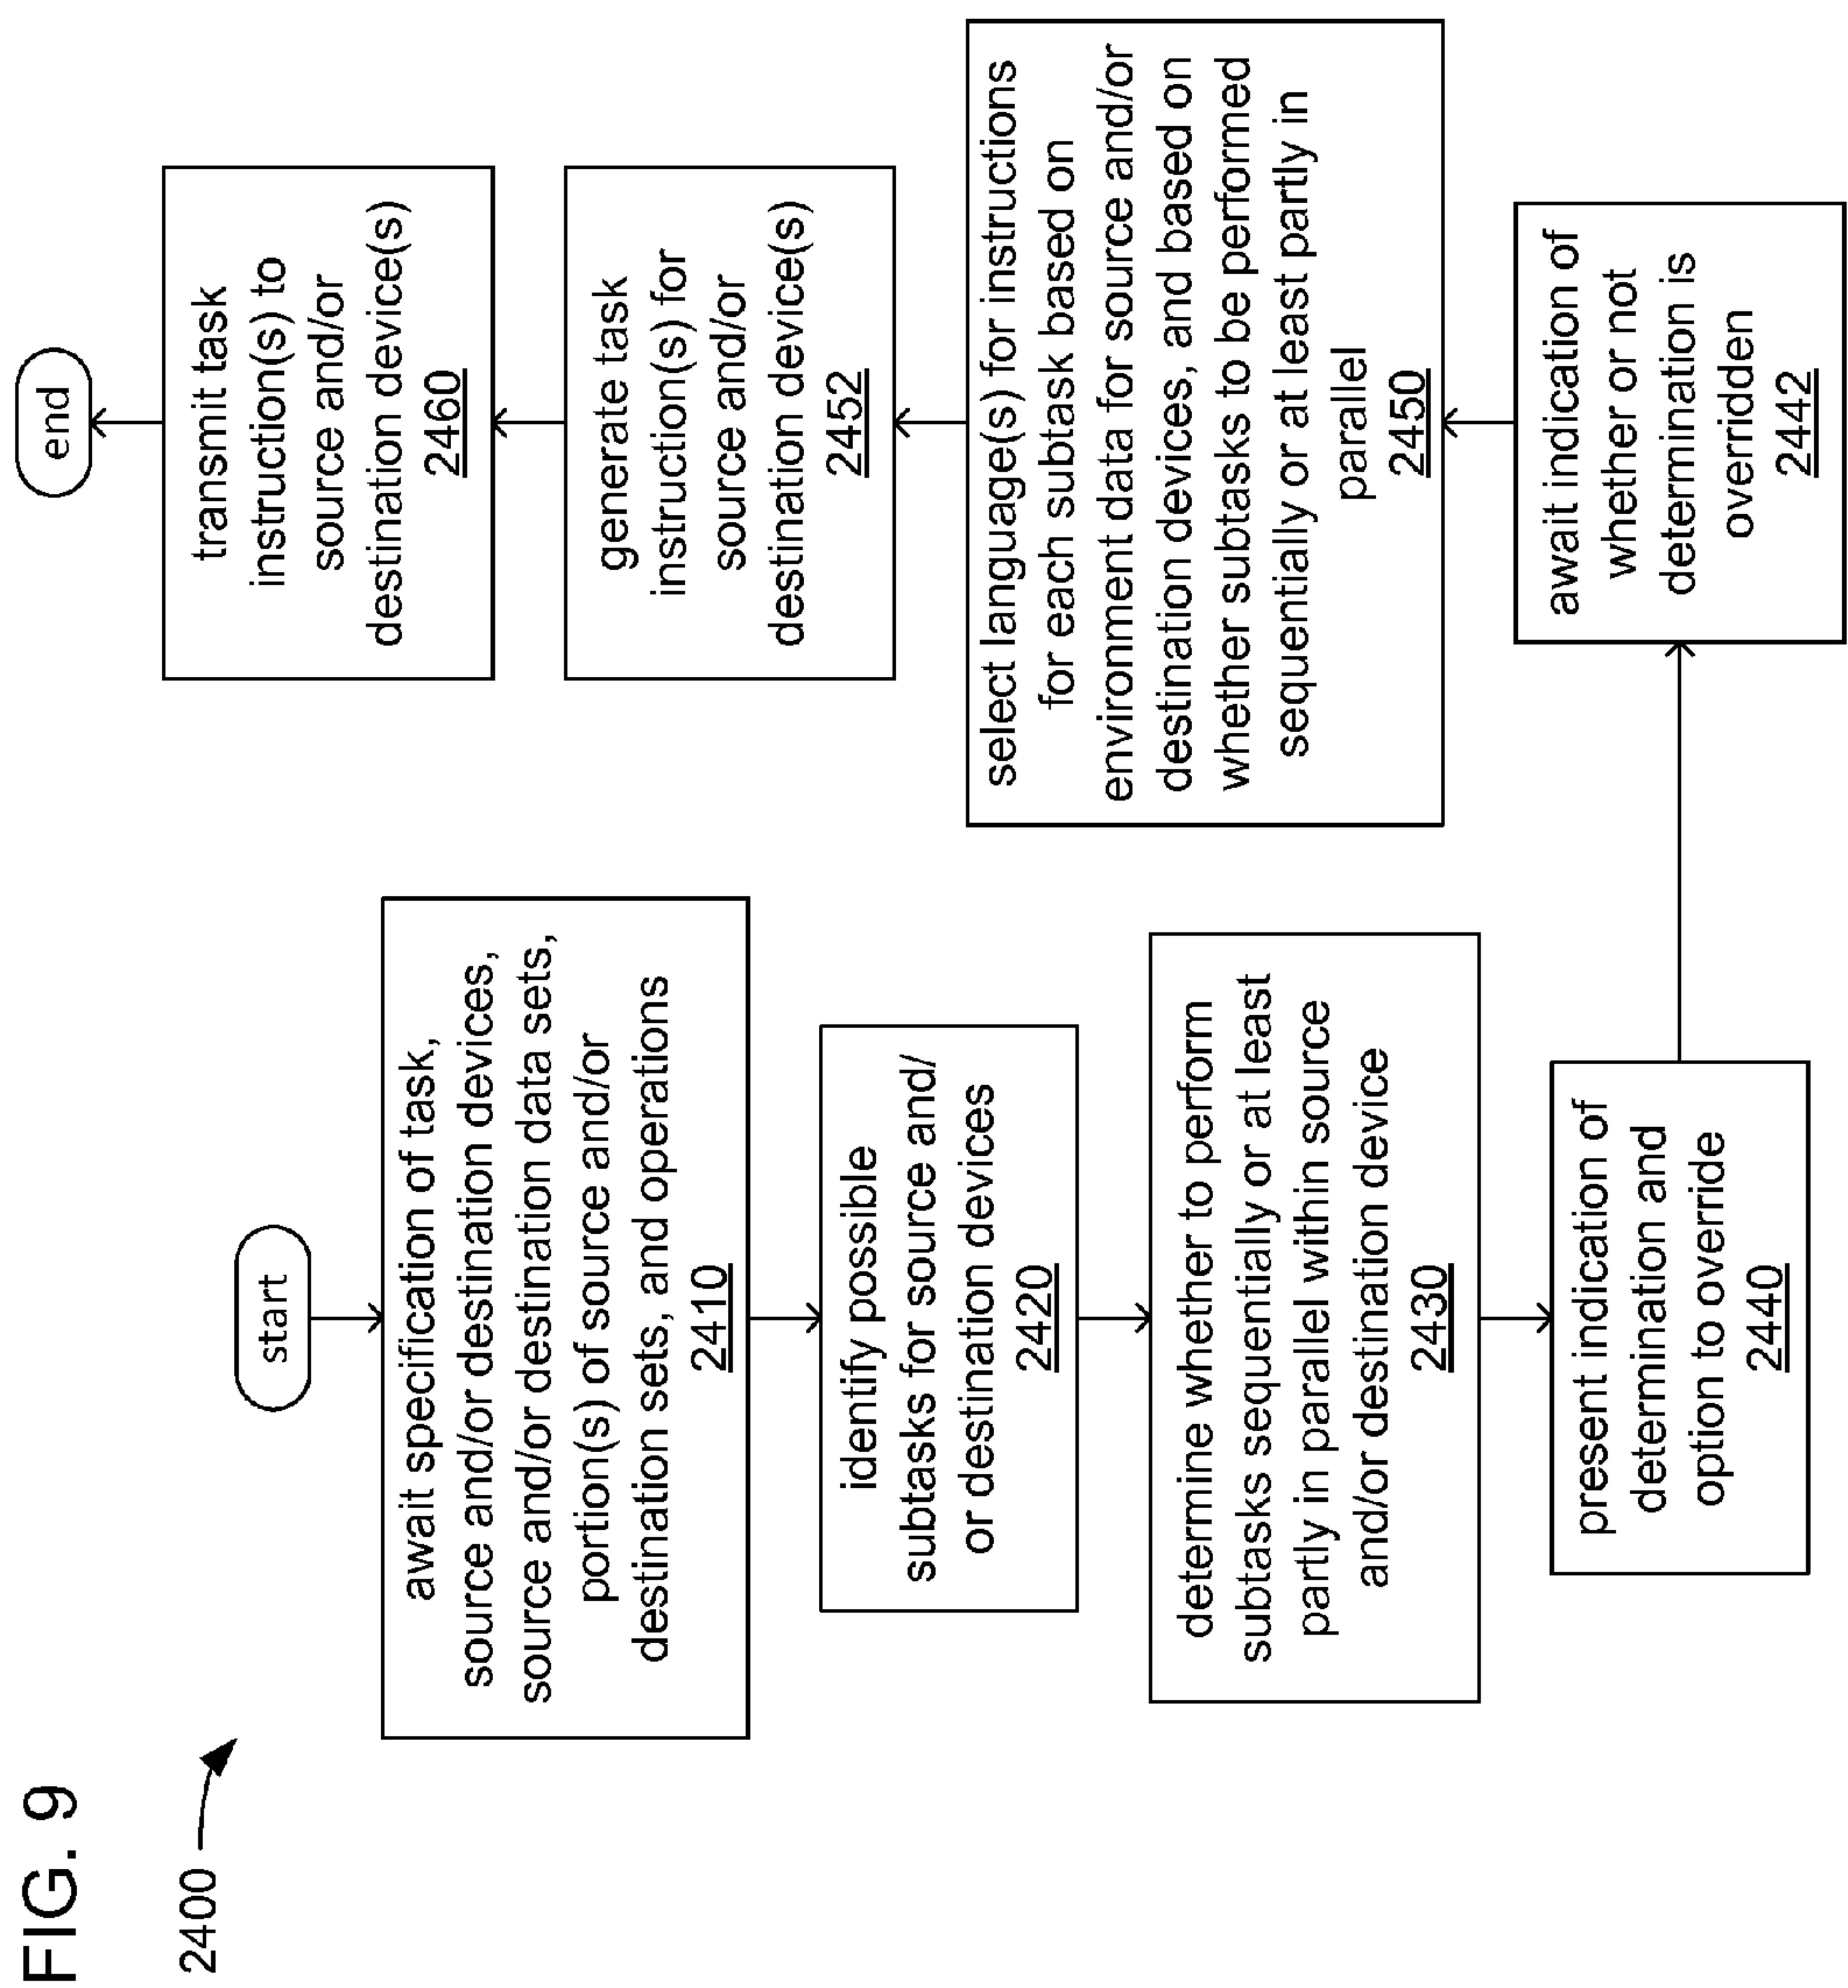 FIG. 9
2400
start
await specification of task,
source and/or destination devices,
source and/or destination data sets,
portion(s) of source and/or
destination sets, and operations
2410
identify possible
subtasks for source and/
or destination devices
2420
determine whether to perform
subtasks sequentially or at least
partly in parallel within source
and/or destination device
2430
present indication of
determination and
option to override
2440
await indication of
whether or not
determination is
overridden
2442
select language(s) for instructions
for each subtask based on
environment data for source and/or
destination devices, and based on
whether subtasks to be performed
sequentially or at least partly in
parallel
2450
generate task
instruction(s) for
source and/or
destination device(s)
2452
transmit task
instruction(s) to
source and/or
destination device(s)
2460
end